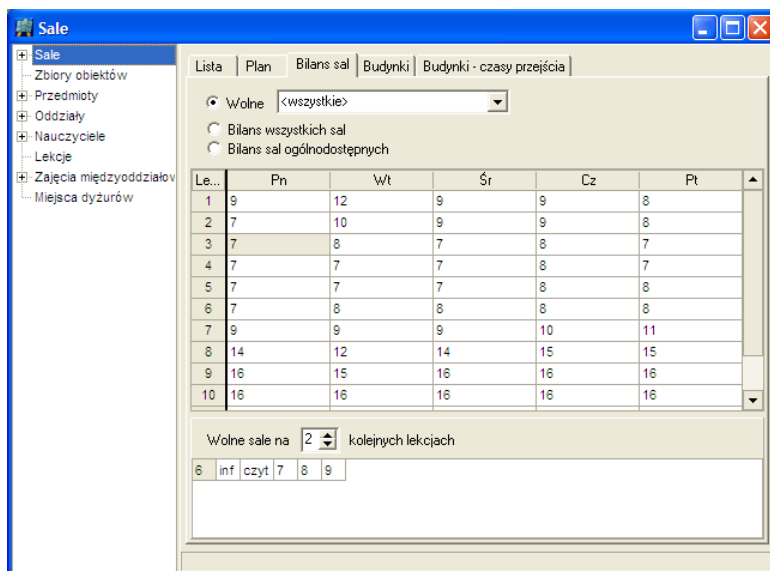 Sale
Sale
Zbiory obiektów
Przedmioty
Oddziały
Nauczyciele
Lekcje
Zajęcia międzyoddziałov
Miejsca dyżurów
Lista Plan Bilans sal Budynki Budynki - czasy przejścia
Wolne <wszystkie>
Bilans wszystkich sal
Bilans sal ogólnodostępnych
Le... Pn Wt Śr Cz Pt
1 9 12 9 9 8
2 7 10 9 9 8
3 7 8 7 8 7
4 7 7 7 8 7
5 7 7 7 8 8
6 7 8 8 8 8
7 9 9 9 10 11
8 14 12 14 15 15
9 16 15 16 16 16
10 16 16 16 16 16
Wolne sale na 2 kolejnych lekcjach
6 inf czyt 7 8 9